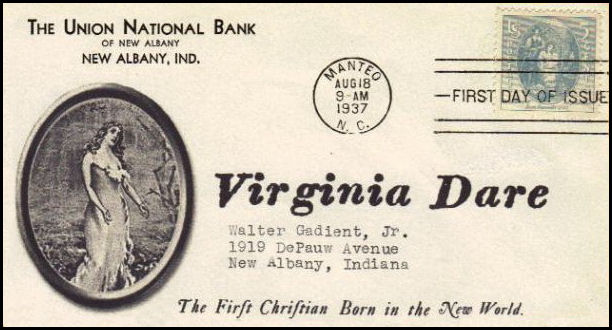 THE UNION NATIONAL BANK
OF NEW ALBANY
NEW ALBANY, IND.
MANTEO
AUG 18
9-AM
1937
N. C.
FIRST DAY OF ISSUE
Virginia Dare
Walter Gadient, Jr.
1919 DePauw Avenue
New Albany, Indiana
The Firſt Chriſtian Born in the New World.